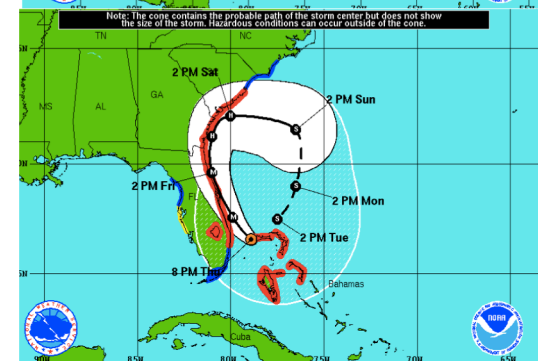 Note: The cone contains the probable path of the storm center but does not show
the size of the storm. Hazardous conditions can occur outside of the cone.
TN
NC
2 PM Sat
MS
AL
GA
2 PM Sun
2 PM Fri
FL
2 PM Mon
2 PM Tue
8 PM Thu
Bahamas
Cuba
NOAA
H
S
H
M
S
M
S